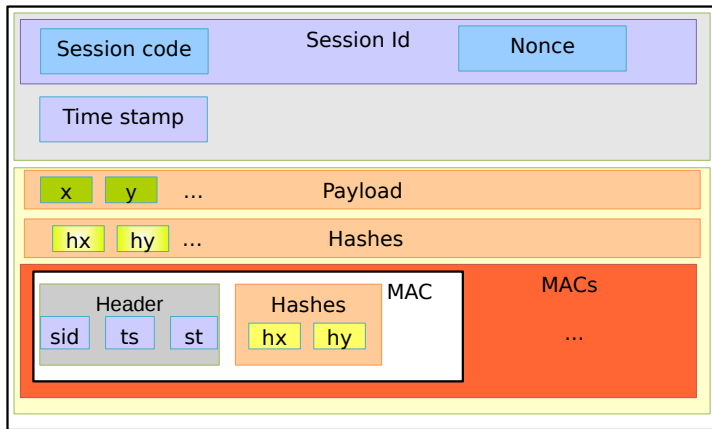 Session code Session Id Nonce
Time stamp
x y ... Payload
hx hy ... Hashes
MAC MACs
Header Hashes
sid ts st hx hy ...